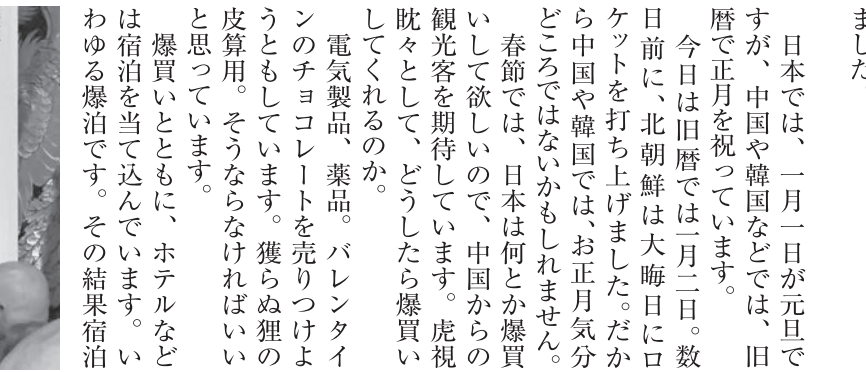 ました。
日本では、一月一日が元旦で
すが、中国や韓国などでは、旧
暦で正月を祝っています。
今日は旧暦では一月二日。数
日前に、北朝鮮は大晦日にロ
ケットを打ち上げました。だか
ら中国や韓国では、お正月気分
どころではないかもしれません。
春節では、日本は何とか爆買
いして欲しいので、中国からの
観光客を期待しています。虎視
眈々として、どうしたら爆買い
してくれるのか。
電気製品、薬品。バレンタイ
ンのチョコレートを売りつけよ
うともしています。獲らぬ狸の
皮算用。そうならなければいい
と思っています。
爆買いとともに、ホテルなど
は宿泊を当て込んでいます。い
わゆる爆泊です。その結果宿泊